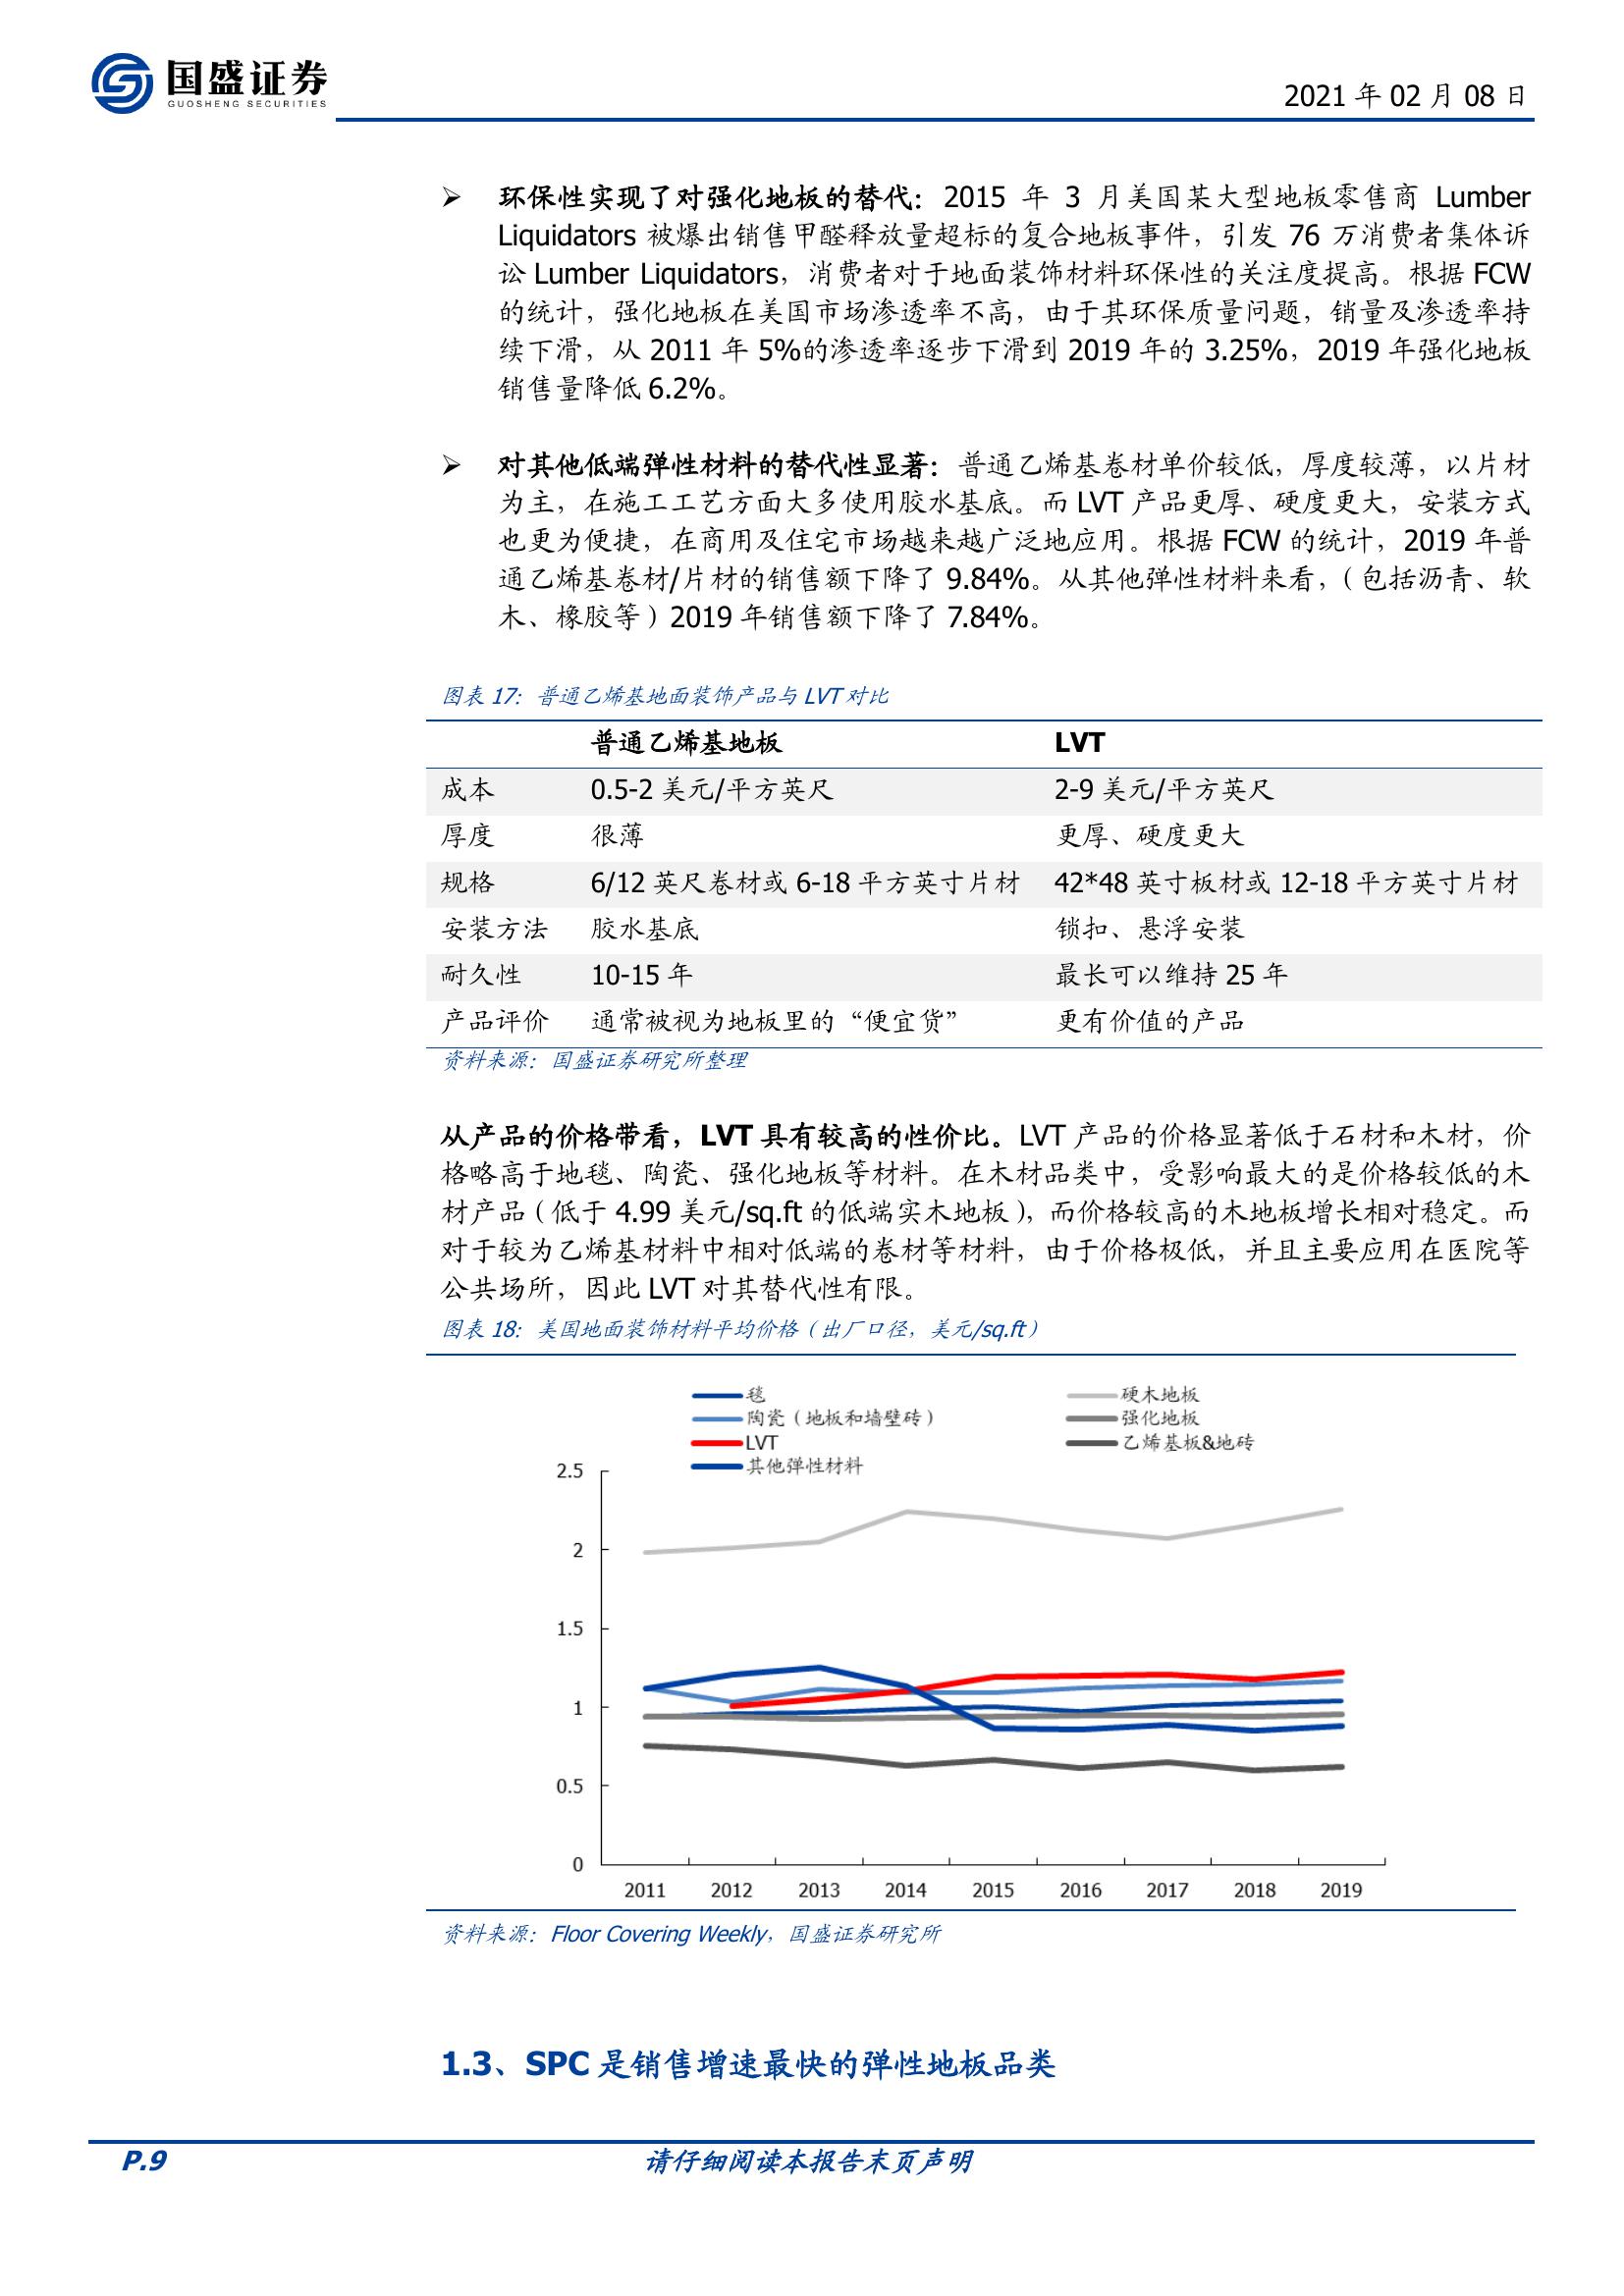 国盛证券
GUOSHENG SECURITIES
2021 年 02 月 08 日
环保性实现了对强化地板的替代：2015 年 3 月美国某大型地板零售商 Lumber
Liquidators 被爆出销售甲醛释放量超标的复合地板事件，引发 76 万消费者集体诉
讼 Lumber Liquidators，消费者对于地面装饰材料环保性的关注度提高。根据 FCW
的统计，强化地板在美国市场渗透率不高，由于其环保质量问题，销量及渗透率持
续下滑，从 2011 年 5%的渗透率逐步下滑到 2019 年的 3.25%，2019 年强化地板
销售量降低 6.2%。
对其他低端弹性材料的替代性显著：普通乙烯基卷材单价较低，厚度较薄，以片材
为主，在施工工艺方面大多使用胶水基底。而 LVT 产品更厚、硬度更大，安装方式
也更为便捷，在商用及住宅市场越来越广泛地应用。根据 FCW 的统计，2019 年普
通乙烯基卷材/片材的销售额下降了 9.84%。从其他弹性材料来看，（包括沥青、软
木、橡胶等）2019 年销售额下降了 7.84%。
图表 17：普通乙烯基地面装饰产品与 LVT 对比
普通乙烯基地板 LVT
成本 0.5-2 美元/平方英尺 2-9 美元/平方英尺
厚度 很薄 更厚、硬度更大
规格 6/12 英尺卷材或 6-18 平方英寸片材 42*48 英寸板材或 12-18 平方英寸片材
安装方法 胶水基底 锁扣、悬浮安装
耐久性 10-15 年 最长可以维持 25 年
产品评价 通常被视为地板里的“便宜货” 更有价值的产品
资料来源：国盛证券研究所整理
从产品的价格带看，LVT 具有较高的性价比。LVT 产品的价格显著低于石材和木材，价
格略高于地毯、陶瓷、强化地板等材料。在木材品类中，受影响最大的是价格较低的木
材产品（低于 4.99 美元/sq.ft 的低端实木地板），而价格较高的木地板增长相对稳定。而
对于较为乙烯基材料中相对低端的卷材等材料，由于价格极低，并且主要应用在医院等
公共场所，因此 LVT 对其替代性有限。
图表 18：美国地面装饰材料平均价格（出厂口径，美元/sq.ft）
毯 硬木地板
陶瓷（地板和墙壁砖） 强化地板
LVT 乙烯基板&地砖
其他弹性材料
2.5
2
1.5
1
0.5
0
2011 2012 2013 2014 2015 2016 2017 2018 2019
资料来源：Floor Covering Weekly，国盛证券研究所
1.3、SPC 是销售增速最快的弹性地板品类
P.9 请仔细阅读本报告末页声明